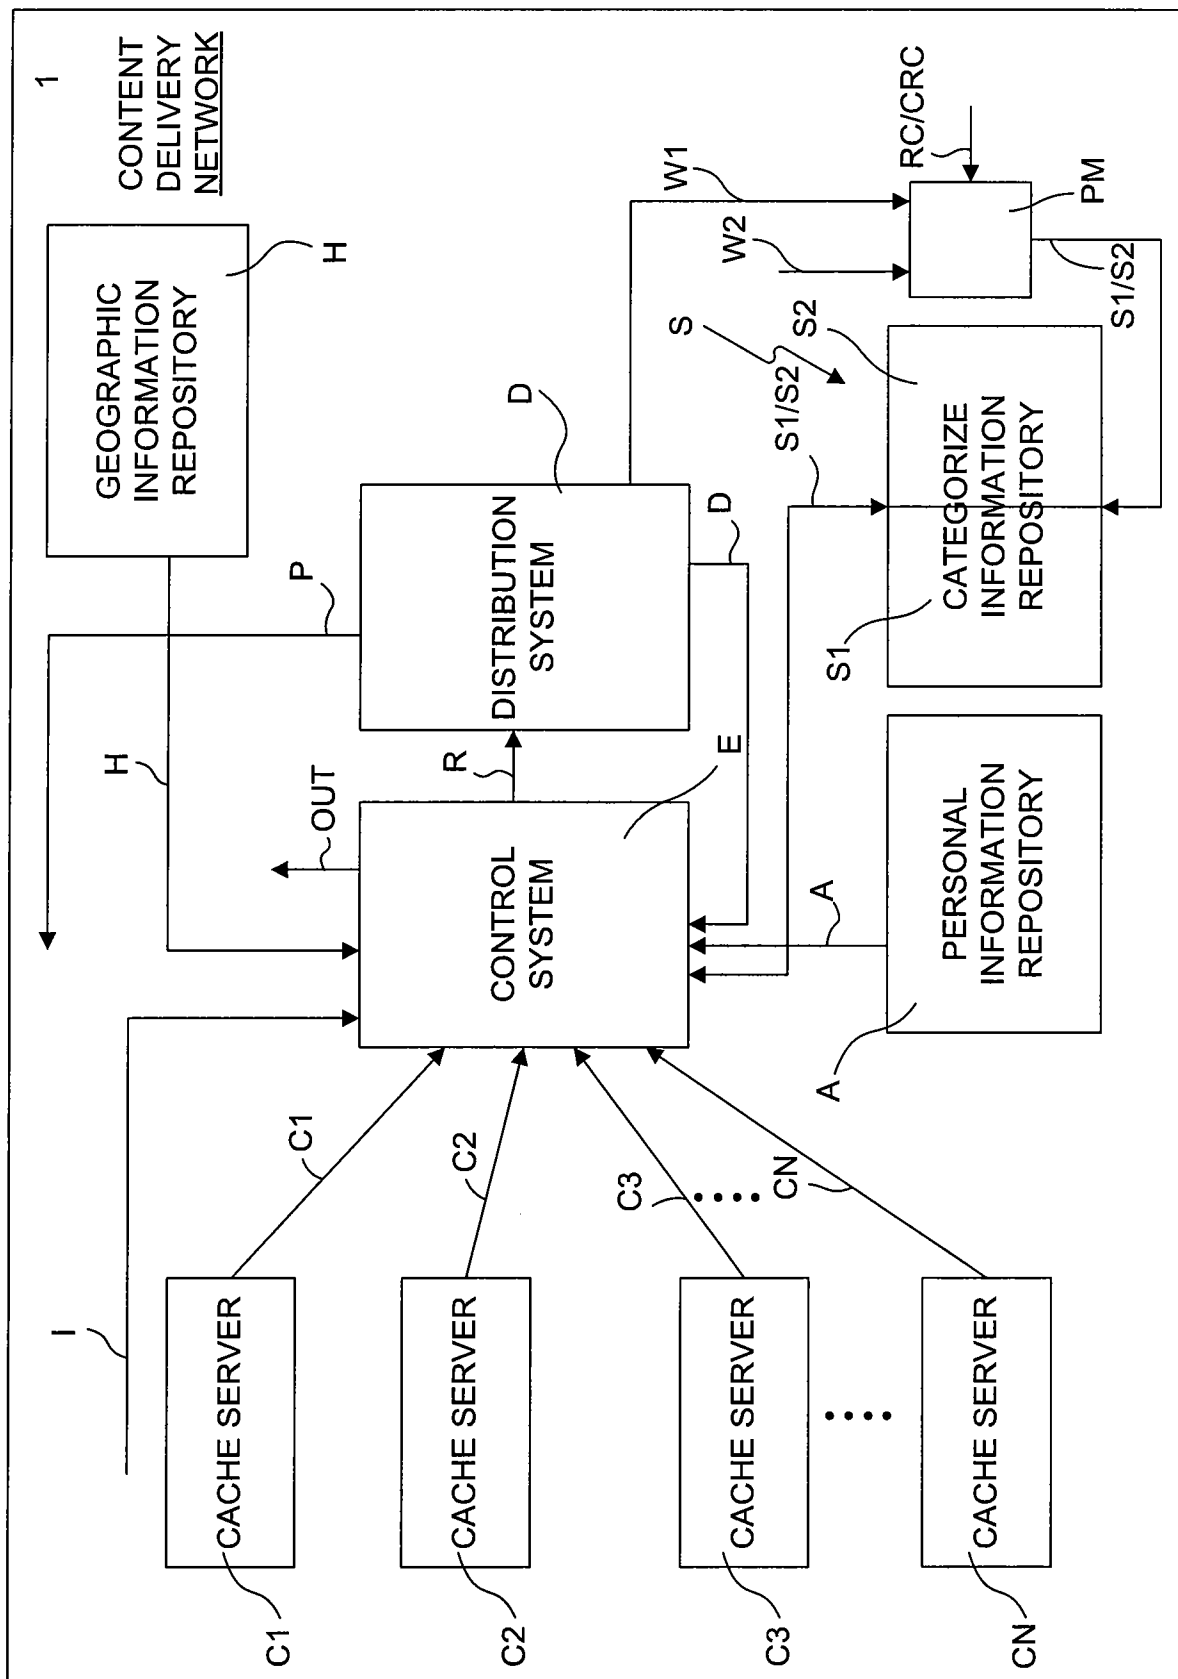 1
CONTENT
DELIVERY
NETWORK
GEOGRAPHIC
INFORMATION
REPOSITORY
H
H
P
I
OUT
C1
CACHE SERVER
C1
C2
CACHE SERVER
C2
C3
CACHE SERVER
C3
CN
CACHE SERVER
CN
CONTROL
SYSTEM
E
R
DISTRIBUTION
SYSTEM
D
D
W1
W2
RC/CRC
PM
S1/S2
S
S1/S2
S2
S1
CATEGORIZE
INFORMATION
REPOSITORY
A
A
PERSONAL
INFORMATION
REPOSITORY